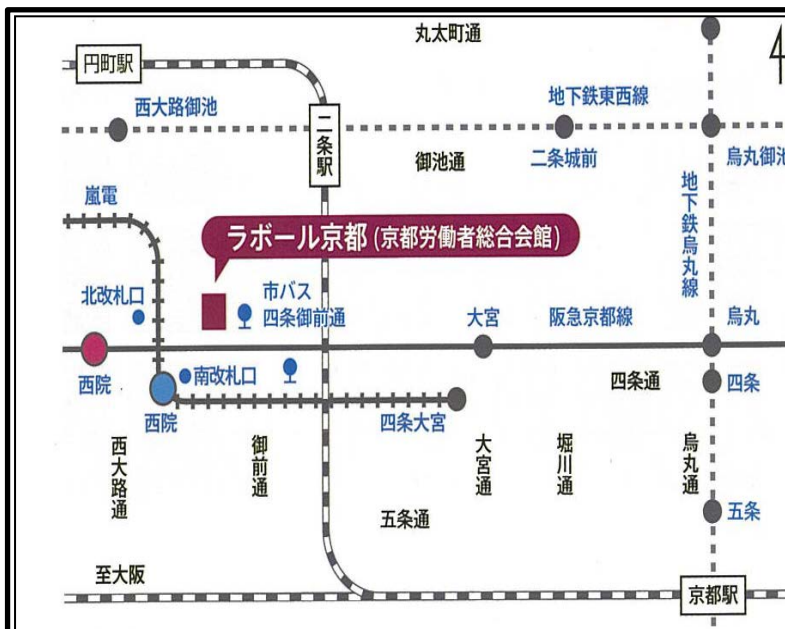 丸太町通
4
円町駅
西大路御池
地下鉄東西線
二条駅
御池通
二条城前
烏丸御池
嵐電
地下鉄烏丸線
ラボール京都 (京都労働者総合会館)
北改札口
市バス
四条御前通
大宮
阪急京都線
烏丸
西院
南改札口
西院
四条大宮
四条通
四条
西大路通
御前通
大宮通
堀川通
烏丸通
五条通
五条
至大阪
京都駅